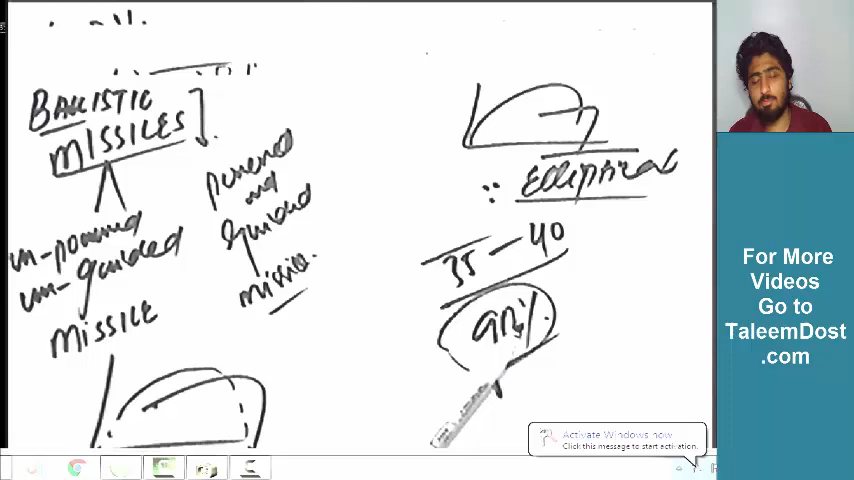 BALLISTIC
MISSILES
un-powered
un-guided
MISSILE
powered
and
guided
missile.
:: Elliptical
35 - 40
90%.
For More
Videos
Go to
TaleemDost
.com
Activate Windows now
Click this message to start activation.